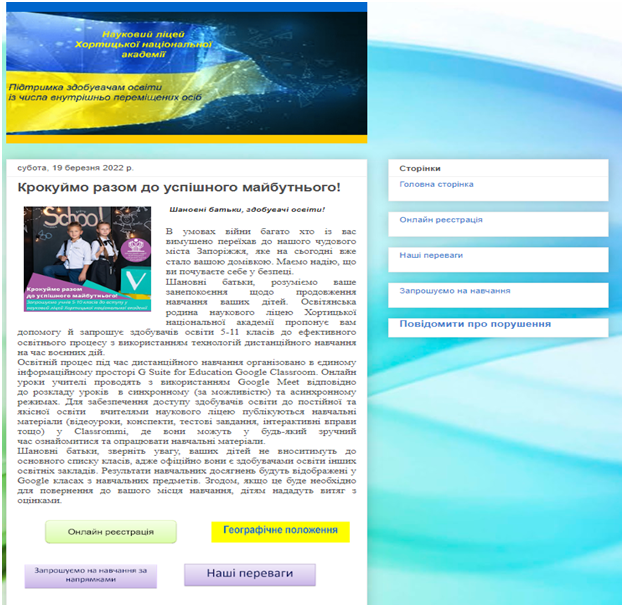 Науковий ліцей
Хортицької національної
академії
Підтримка здобувачам освіти
із числа внутрішньо переміщених осіб
субота, 19 березня 2022 р.
Крокуймо разом до успішного майбутнього!
School
Крокуймо разом
до успішного майбутнього!
Шановні батьки, здобувачі освіти!
В умовах війни багато хто із вас
вимушено переїхав до нашого чудового
міста Запоріжжя, яке на сьогодні вже
стало вашою домівкою. Маємо надію, що
ви почуваєте себе у безпеці.
Шановні батьки, розуміємо ваше
занепокоєння щодо продовження
навчання ваших дітей. Освітянська
родина наукового ліцею Хортицької
національної академії пропонує вам
допомогу й запрошує здобувачів освіти 5-11 класів до ефективного
освітнього процесу з використанням технологій дистанційного навчання
на час воєнних дій.
Освітній процес під час дистанційного навчання організовано в єдиному
інформаційному просторі G Suite for Education Google Classroom. Онлайн
уроки учителі проводять з використанням Google Meet відповідно
до розкладу уроків в синхронному (за можливістю) та асинхронному
режимах. Для забезпечення доступу здобувачів освіти до постійної та
якісної освіти вчителями наукового ліцею публікуються навчальні
матеріали (відеоуроки, конспекти, тестові завдання, інтерактивні вправи
тощо) у Classrommi, де вони можуть у будь-який зручний
час ознайомитися та опрацювати навчальні матеріали.
Шановні батьки, зверніть увагу, ваших дітей не вноситимуть до
основного списку класів, адже офіційно вони є здобувачами освіти інших
освітніх закладів. Результати навчальних досягнень будуть відображені у
Google класах з навчальних предметів. Згодом, якщо це буде необхідно
для повернення до вашого місця навчання, дітям нададуть витяг з
оцінками.
Онлайн реєстрація
Географічне положення
Запрошуємо на навчання за
напрямками
Наші переваги
Сторінки
Головна сторінка
Онлайн реєстрація
Наші переваги
Запрошуємо на навчання
Повідомити про порушення